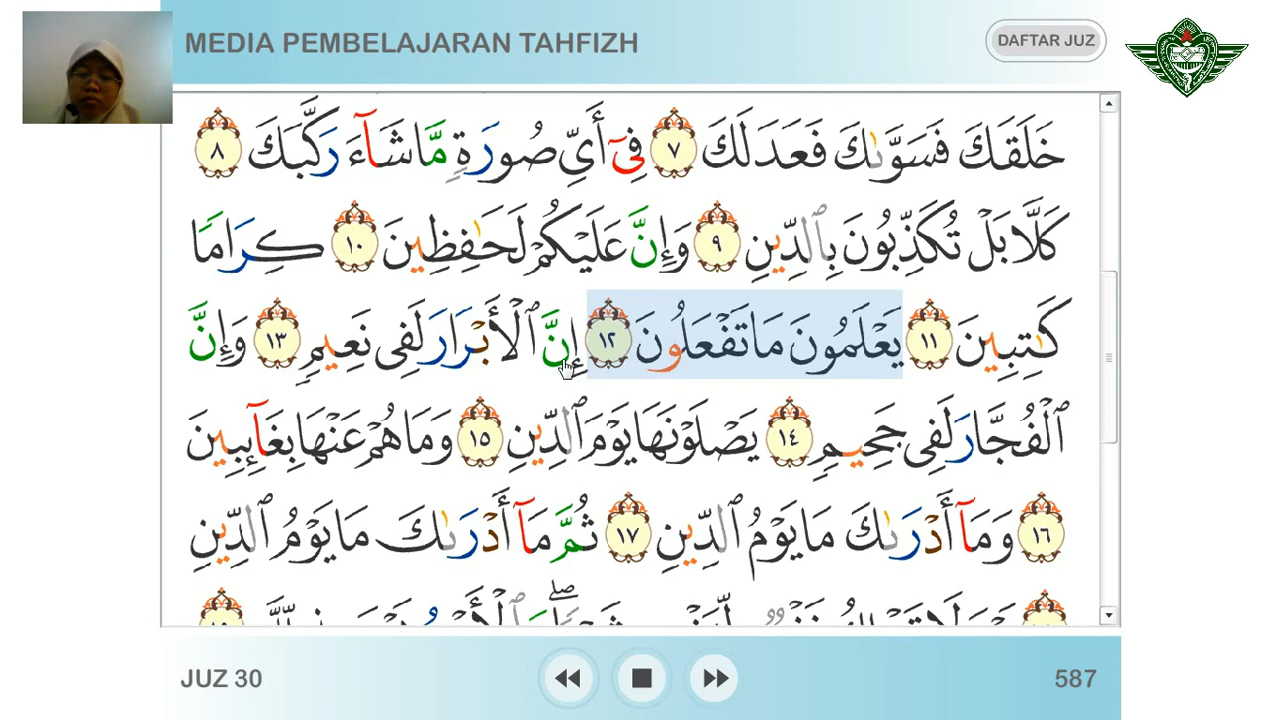 MEDIA PEMBELAJARAN TAHFIZH
DAFTAR JUZ
خَلَقَكَ فَسَوَّىٰكَ فَعَدَلَكَ ٧ فِىٓ أَىِّ صُورَةٍ مَّا شَآءَ رَكَّبَكَ ٨
كَلَّا بَلْ تُكَذِّبُونَ بِٱلدِّينِ ٩ وَإِنَّ عَلَيْكُمْ لَحَـٰفِظِينَ ١٠ كِرَامًا
كَـٰتِبِينَ ١١ يَعْلَمُونَ مَا تَفْعَلُونَ ١٢ إِنَّ ٱلْأَبْرَارَ لَفِى نَعِيمٍ ١٣ وَإِنَّ
ٱلْفُجَّارَ لَفِى جَحِيمٍ ١٤ يَصْلَوْنَهَا يَوْمَ ٱلدِّينِ ١٥ وَمَا هُمْ عَنْهَا بِغَآئِبِينَ
١٦ وَمَآ أَدْرَىٰكَ مَا يَوْمُ ٱلدِّينِ ١٧ ثُمَّ مَآ أَدْرَىٰكَ مَا يَوْمُ ٱلدِّينِ
JUZ 30
587